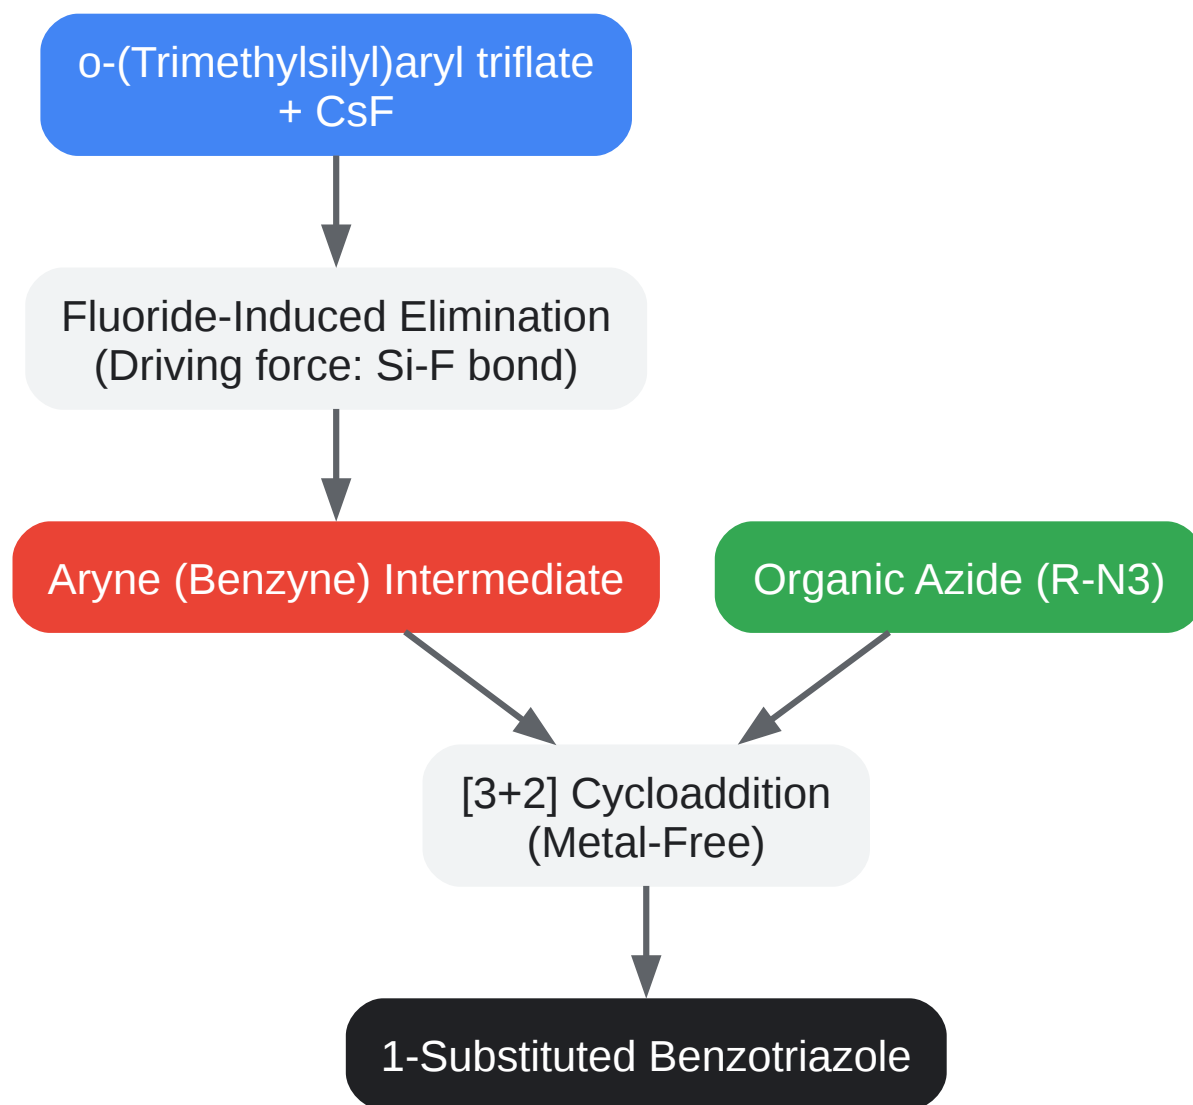 o-(Trimethylsilyl)aryl triflate
+ CsF
Fluoride-Induced Elimination
(Driving force: Si-F bond)
Aryne (Benzyne) Intermediate
Organic Azide (R-N3)
[3+2] Cycloaddition
(Metal-Free)
1-Substituted Benzotriazole